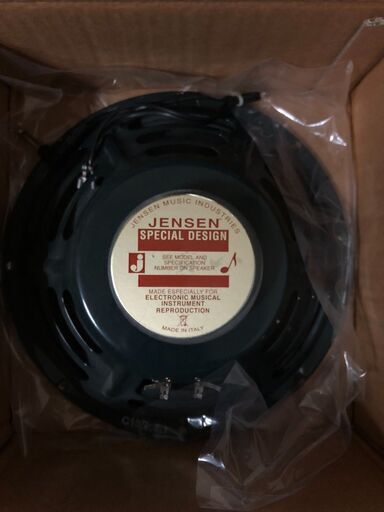 JENSEN MUSIC INDUSTRIES
JENSEN
SPECIAL DESIGN
j
SEE MODEL AND
SPECIFICATION
NUMBER ON SPEAKER
MADE ESPECIALLY FOR
ELECTRONIC MUSICAL
INSTRUMENT
REPRODUCTION
MADE IN ITALY